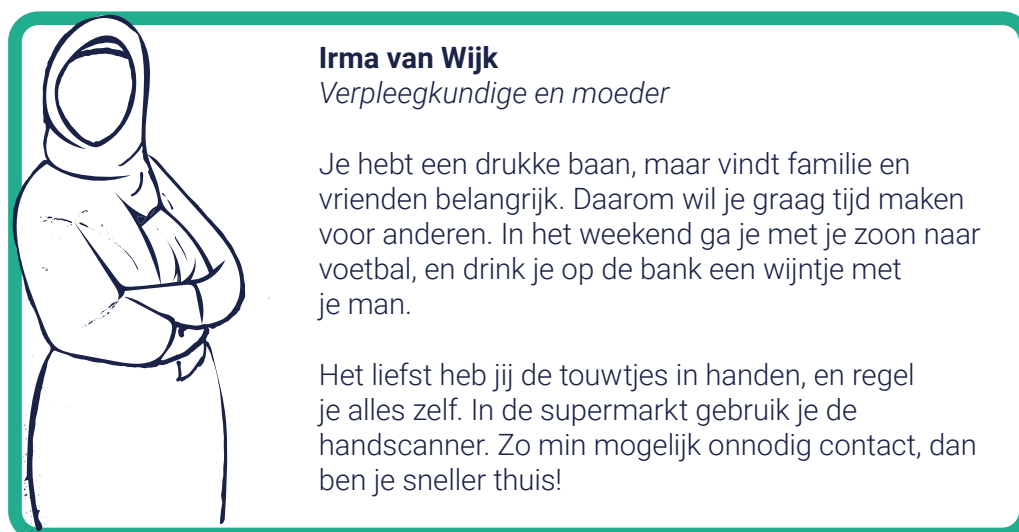 Irma van Wijk
Verpleegkundige en moeder
Je hebt een drukke baan, maar vindt familie en
vrienden belangrijk. Daarom wil je graag tijd maken
voor anderen. In het weekend ga je met je zoon naar
voetbal, en drink je op de bank een wijntje met
je man.
Het liefst heb jij de touwtjes in handen, en regel
je alles zelf. In de supermarkt gebruik je de
handscanner. Zo min mogelijk onnodig contact, dan
ben je sneller thuis!